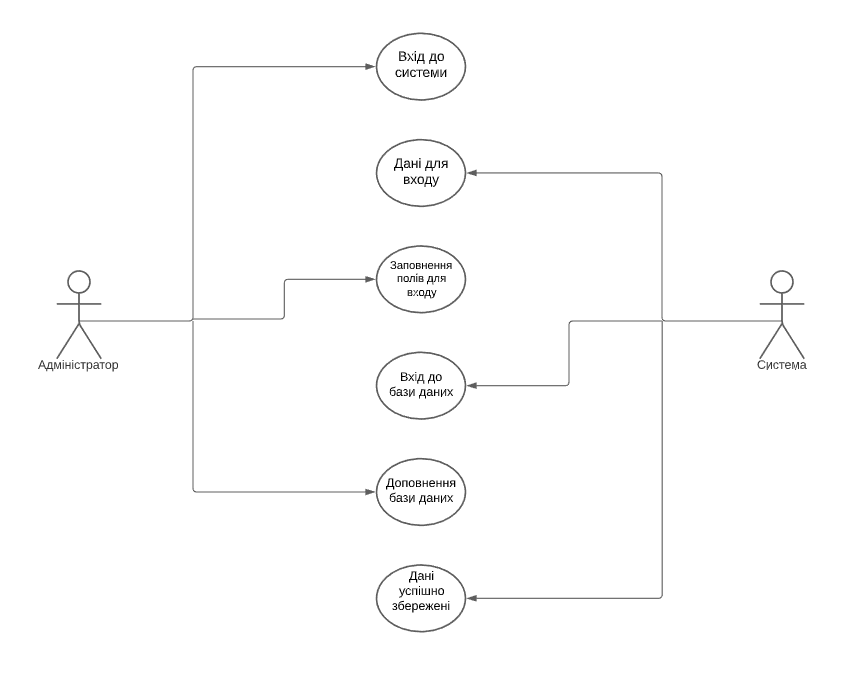 Вхід до
системи
Дані для
входу
Заповнення
полів для
входу
Вхід до
бази даних
Адміністратор
Система
Доповнення
бази даних
Дані
успішно
збережені